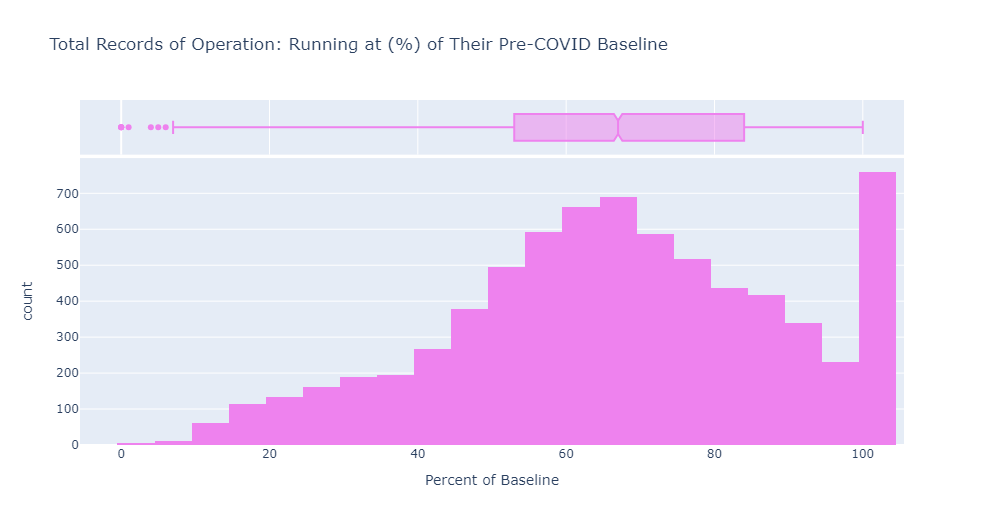 Total Records of Operation: Running at (%) of Their Pre-COVID Baseline
700
600
500
400
300
200
100
0
count
0 20 40 60 80 100
Percent of Baseline